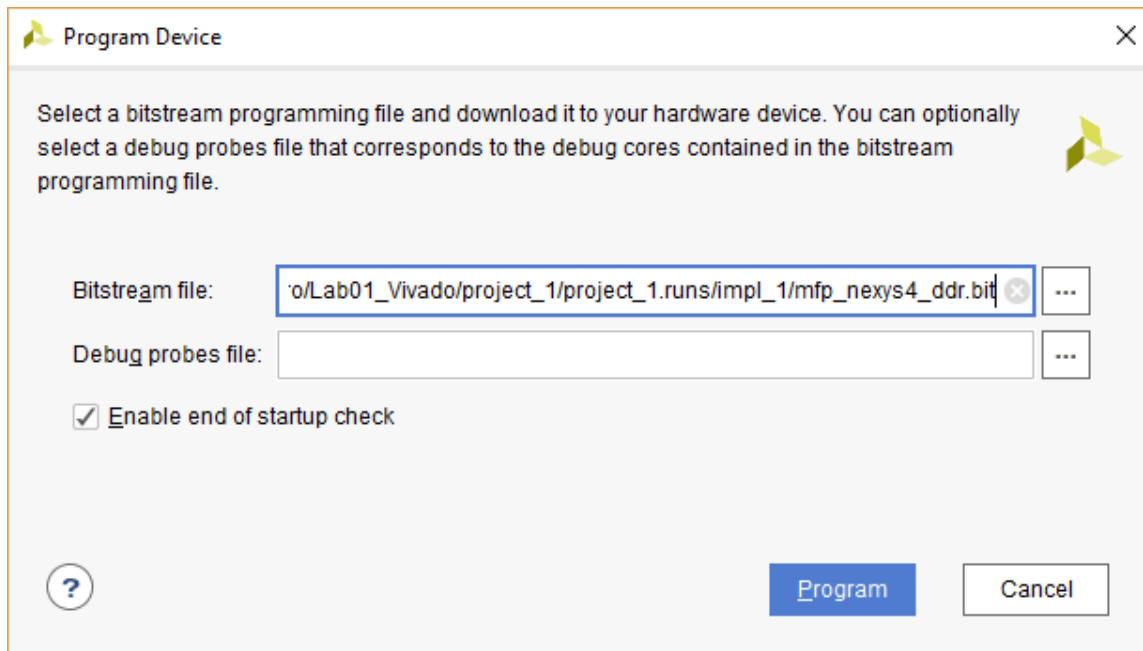 Program Device
Select a bitstream programming file and download it to your hardware device. You can optionally
select a debug probes file that corresponds to the debug cores contained in the bitstream
programming file.
Bitstream file: ro/Lab01_Vivado/project_1/project_1.runs/impl_1/mfp_nexys4_ddr.bit ...
Debug probes file: ...
Enable end of startup check
? Program Cancel